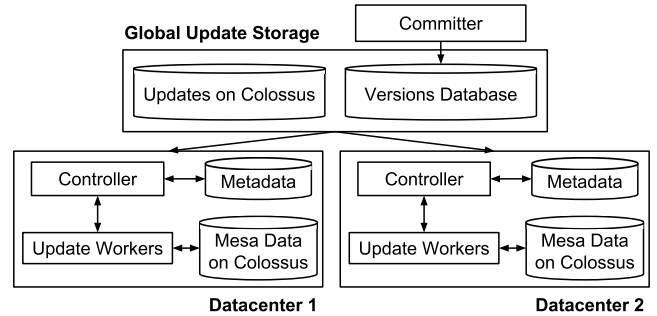 Committer
Global Update Storage
Updates on Colossus
Versions Database
Controller
Metadata
Update Workers
Mesa Data
on Colossus
Datacenter 1
Controller
Metadata
Update Workers
Mesa Data
on Colossus
Datacenter 2